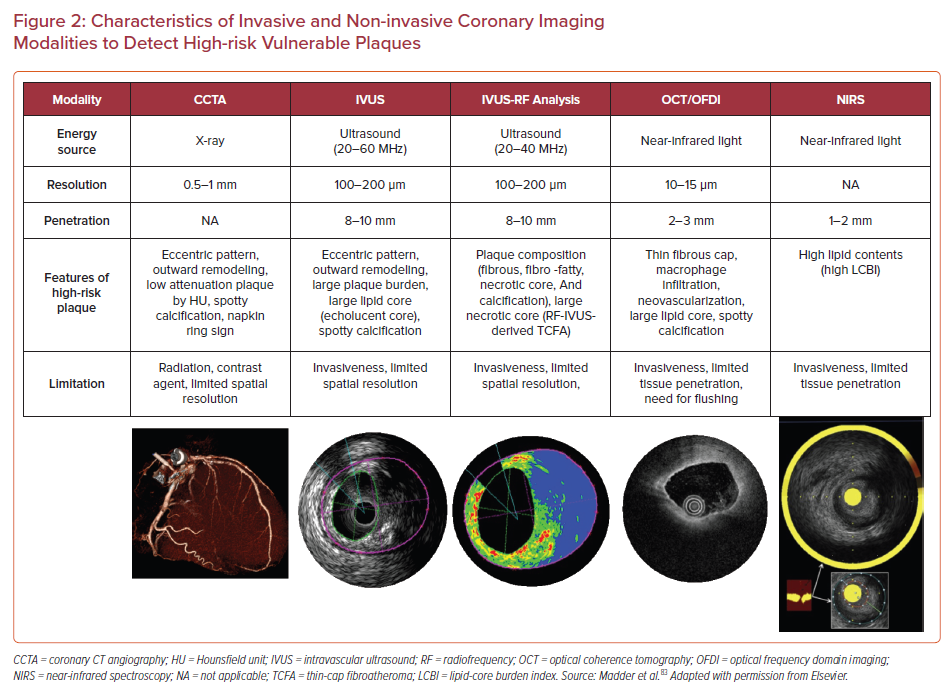 Figure 2: Characteristics of Invasive and Non-invasive Coronary Imaging
Modalities to Detect High-risk Vulnerable Plaques
Modality
CCTA
IVUS
IVUS-RF Analysis
OCT/OFDI
NIRS
Energy
source
X-ray
Ultrasound
(20–60 MHz)
Ultrasound
(20–40 MHz)
Near-infrared light
Near-infrared light
Resolution
0.5–1 mm
100–200 µm
100–200 µm
10–15 µm
NA
Penetration
NA
8–10 mm
8–10 mm
2–3 mm
1–2 mm
Features of
high-risk
plaque
Eccentric pattern,
outward remodeling,
low attenuation plaque
by HU, spotty
calcification, napkin
ring sign
Eccentric pattern,
outward remodeling,
large plaque burden,
large lipid core
(echolucent core),
spotty calcification
Plaque composition
(fibrous, fibro -fatty,
necrotic core, And
calcification), large
necrotic core (RF-IVUS-
derived TCFA)
Thin fibrous cap,
macrophage
infiltration,
neovascularization,
large lipid core, spotty
calcification
High lipid contents
(high LCBI)
Limitation
Radiation, contrast
agent, limited spatial
resolution
Invasiveness, limited
spatial resolution
Invasiveness, limited
spatial resolution,
Invasiveness, limited
tissue penetration,
need for flushing
Invasiveness, limited
tissue penetration
CCTA = coronary CT angiography; HU = Hounsfield unit; IVUS = intravascular ultrasound; RF = radiofrequency; OCT = optical coherence tomography; OFDI = optical frequency domain imaging;
NIRS = near-infrared spectroscopy; NA = not applicable; TCFA = thin-cap fibroatheroma; LCBI = lipid-core burden index. Source: Madder et al.⁸³ Adapted with permission from Elsevier.